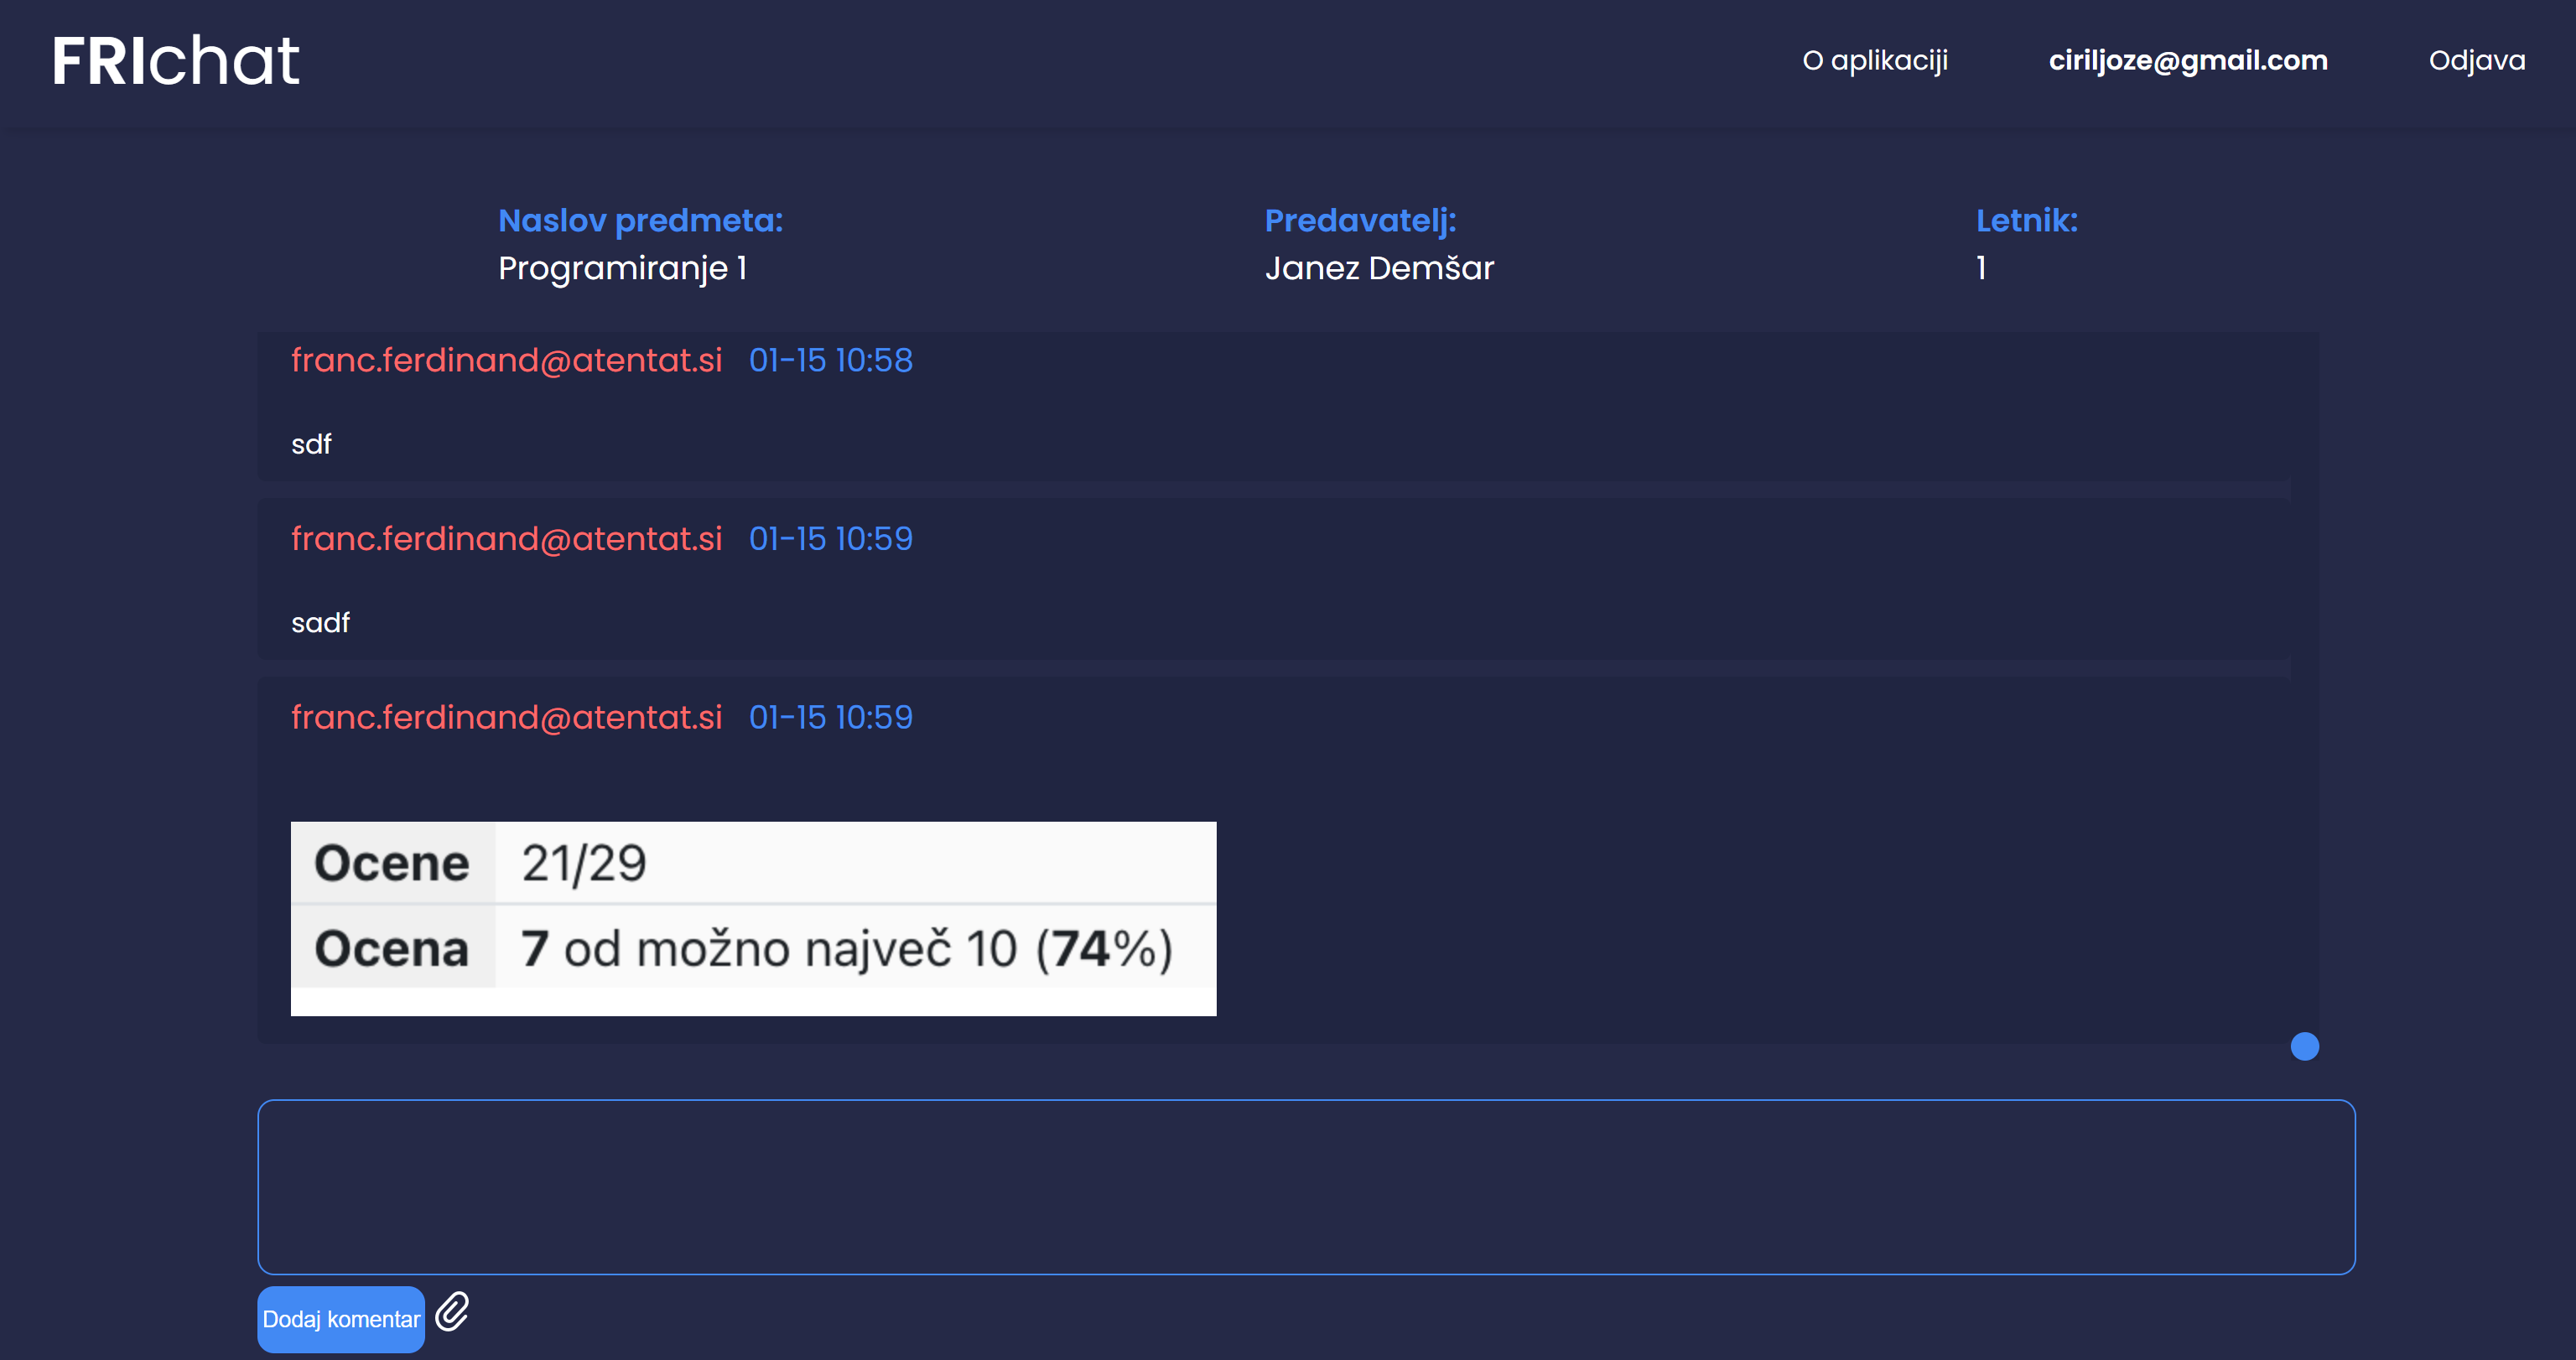 FRIchat
O aplikaciji
ciriljoze@gmail.com
Odjava
Naslov predmeta:
Programiranje 1
Predavatelj:
Janez Demšar
Letnik:
1
franc.ferdinand@atentat.si 01-15 10:58
sdf
franc.ferdinand@atentat.si 01-15 10:59
sadf
franc.ferdinand@atentat.si 01-15 10:59
Ocene 21/29
Ocena 7 od možno največ 10 (74%)
Dodaj komentar